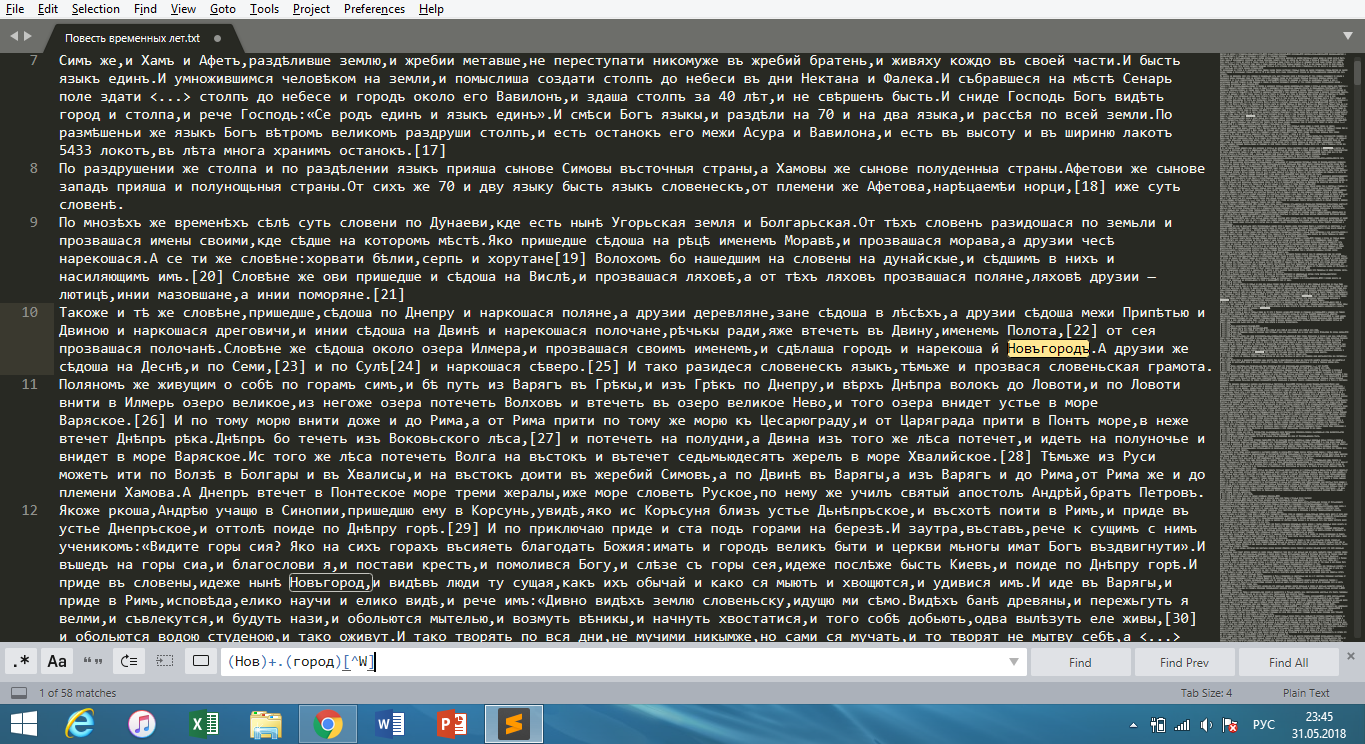 File Edit Selection Find View Goto Tools Project Preferences Help
Повесть временных лет.txt
7 Симъ же,и Хамъ и Афетъ,раздѣливше землю,и жребии метавше,не переступати никомуже въ жребий братень,и живяху кождо въ своей части.И бысть
языкъ единъ.И умножившимся человѣком на земли,и помыслиша создати столпъ до небеси въ дни Нектана и Фалека.И събравшеся на мѣстѣ Сенарь
поле здати <...> столпъ до небесе и городъ около его Вавилонъ,и здаша столпъ за 40 лѣт,и не свѣршенъ бысть.И сниде Господь Богъ видѣть
город и столпа,и рече Господь:«Се родъ единъ и языкъ единъ».И смѣси Богъ языкы,и раздѣли на 70 и на два языка,и рассѣя по всей земли.По
размѣшеньи же языкъ Богъ вѣтромъ великомъ раздруши столпъ,и есть останокъ его межи Асура и Вавилона,и есть въ высоту и въ шириню лакотъ
5433 локотъ,въ лѣта многа хранимъ останокъ.[17]
8 По раздрушении же столпа и по раздѣлении языкъ прияша сынове Симовы въсточныя страны,а Хамовы же сынове полуденныа страны.Афетови же сынове
западъ прияша и полунощьныя страны.От сихъ же 70 и дву языку бысть языкъ словенескъ,от племени же Афетова,нарѣцаемѣи норци,[18] иже суть
словенѣ.
9 По мнозѣхъ же временѣхъ сѣлѣ суть словени по Дунаеви,кде есть нынѣ Угорьская земля и Болгарьская.От тѣхъ словенъ разидошася по земьли и
прозвашася имены своими,кде сѣдше на которомъ мѣстѣ.Яко пришедше сѣдоша на рѣцѣ именемъ Моравѣ,и прозвашася морава,а друзии чесѣ
нарекошася.А се ти же словѣне:хорвати бѣлии,серпь и хорутане[19] Волохомъ бо нашедшим на словены на дунайскые,и сѣдшимъ в нихъ и
насиляющимъ имъ.[20] Словѣне же ови пришедше и сѣдоша на Вислѣ,и прозвашася ляховѣ,а от тѣхъ ляховъ прозвашася поляне,ляховѣ друзии —
лютицѣ,инии мазовшане,а инии поморяне.[21]
10 Такоже и тѣ же словѣне,пришедше,сѣдоша по Днепру и наркошася поляне,а друзии деревляне,зане сѣдоша в лѣсѣхъ,а друзии сѣдоша межи Припѣтью и
Двиною и наркошася дреговичи,и инии сѣдоша на Двинѣ и нарекошася полочане,рѣчькы ради,яже втечеть въ Двину,именемь Полота,[22] от сея
прозвашася полочанѣ.Словѣне же сѣдоша около озера Илмера,и прозвашася своимъ именемъ,и сдѣлаша городъ и нарекоша й Новъгородъ.А друзии же
сѣдоша на Деснѣ,и по Семи,[23] и по Сулѣ[24] и наркошася сѣверо.[25] И тако разидеся словенескъ языкъ,тѣмьже и прозвася словеньская грамота.
11 Поляномъ же живущим о собѣ по горамъ симъ,и бѣ путь из Варягъ въ Грѣкы,и изъ Грѣкъ по Днепру,и вѣрхъ Днѣпра волокъ до Ловоти,и по Ловоти
внити в Илмерь озеро великое,из негоже озера потечеть Волховъ и втечеть въ озеро великое Нево,и того озера внидет устье в море
Варяское.[26] И по тому морю внити доже и до Рима,а от Рима прити по тому же морю къ Цесарюграду,и от Царяграда прити в Понтъ море,в неже
втечет Днѣпръ рѣка.Днѣпръ бо течеть изъ Воковьского лѣса,[27] и потечеть на полудни,а Двина изъ того же лѣса потечет,и идеть на полуночье и
внидет в море Варяское.Ис того же лѣса потечеть Волга на въстокъ и вътечет седьмьюдесятъ жерелъ в море Хвалийское.[28] Тѣмьже из Руси
можеть ити по Волзѣ в Болгары и въ Хвалисы,и на въстокъ доити въ жеребий Симовъ,а по Двинѣ въ Варягы,а изъ Варягъ и до Рима,от Рима же и до
племени Хамова.А Днепръ втечет в Понтеское море треми жералы,иже море словеть Руское,по нему же училъ святый апостолъ Андрѣй,братъ Петровъ.
12 Якоже ркоша,Андрѣю учащю в Синопии,пришедшю ему в Корсунь,увидѣ,яко ис Коръсуня близъ устье Дьнѣпрьское,и въсхотѣ поити в Римъ,и приде въ
устье Днепрьское,и оттолѣ поиде по Днѣпру горѣ.[29] И по приключаю приде и ста подъ горами на березѣ.И заутра,въставъ,рече к сущимъ с нимъ
ученикомъ:«Видите горы сия? Яко на сихъ горахъ въсияеть благодать Божия:имать и городъ великъ быти и церкви мьногы имат Богъ въздвигнути».И
въшедъ на горы сиа,и благослови я,и постави кресть,и помолився Богу,и слѣзе съ горы сея,идеже послѣже бысть Киевъ,и поиде по Днѣпру горѣ.И
приде въ словены,идеже нынѣ Новъгород,и видѣвъ люди ту сущая,какъ ихъ обычай и како ся мыють и хвощются,и удивися имъ.И иде въ Варягы,и
приде в Римъ,исповѣда,елико научи и елико видѣ,и рече имъ:«Дивно видѣхъ землю словеньску,идущю ми сѣмо.Видѣхъ банѣ древяны,и пережьгуть я
велми,и съвлекутся,и будуть нази,и обольются мытелью,и возмуть вѣникы,и начнуть хвостатися,и того собѣ добьють,одва вылѣзуть еле живы,[30]
и обольются водою студеною,и тако оживут.И тако творять по вся дни,не мучими никымже,но сами ся мучать,и то творят не мытву себѣ,а <...>
.* Aa “” (Нов)+.(город)[^W] Find Find Prev Find All
1 of 58 matches Tab Size: 4 Plain Text
РУС 23:45
31.05.2018